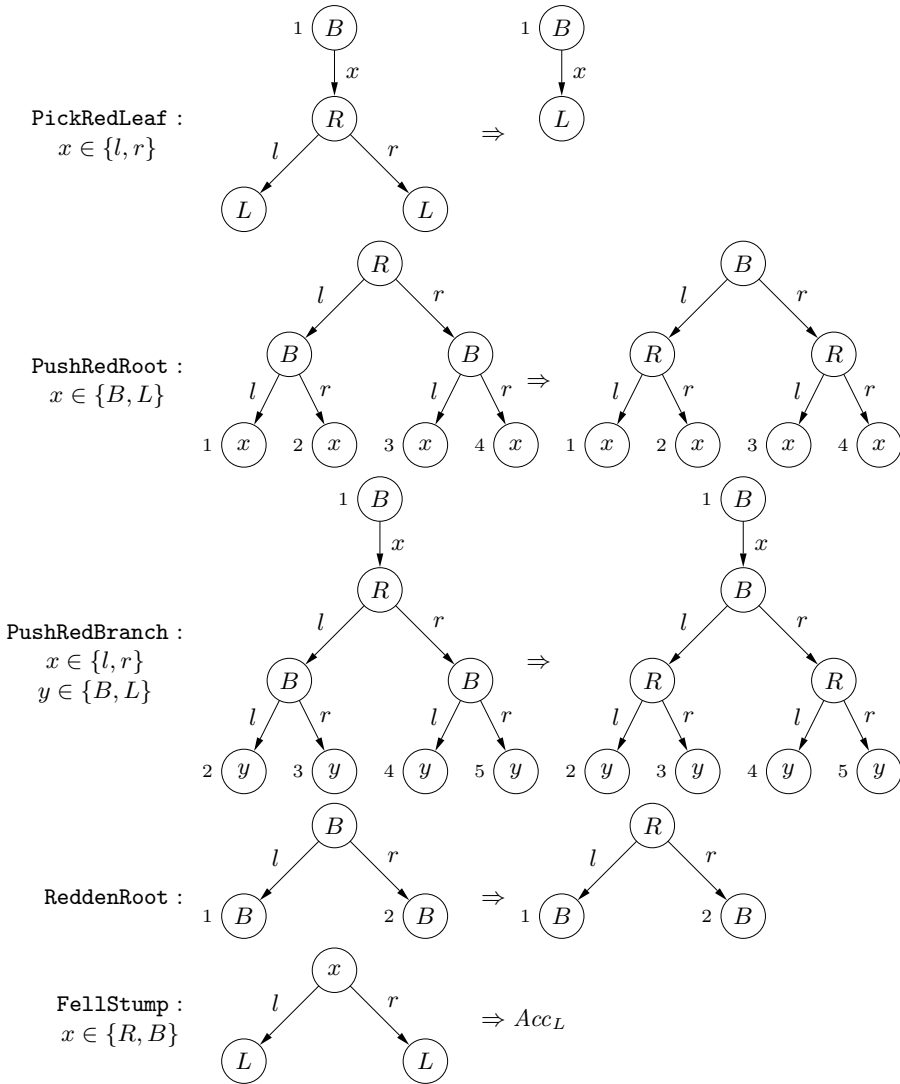 1 B 1 B
x x
PickRedLeaf : R ⇒ L
x ∈ {l, r} l r
L L
R B
l r l r
PushRedRoot : B B ⇒ R R
x ∈ {B, L} l r l r l r l r
1 x 2 x 3 x 4 x 1 x 2 x 3 x 4 x
1 B 1 B
x x
R B
l r l r
PushRedBranch : ⇒
x ∈ {l, r} B B R R
y ∈ {B, L} l r l r l r l r
2 y 3 y 4 y 5 y 2 y 3 y 4 y 5 y
B R
l r l r
ReddenRoot : ⇒
1 B 2 B 1 B 2 B
x
l r
FellStump : ⇒ Acc_L
x ∈ {R, B} L L